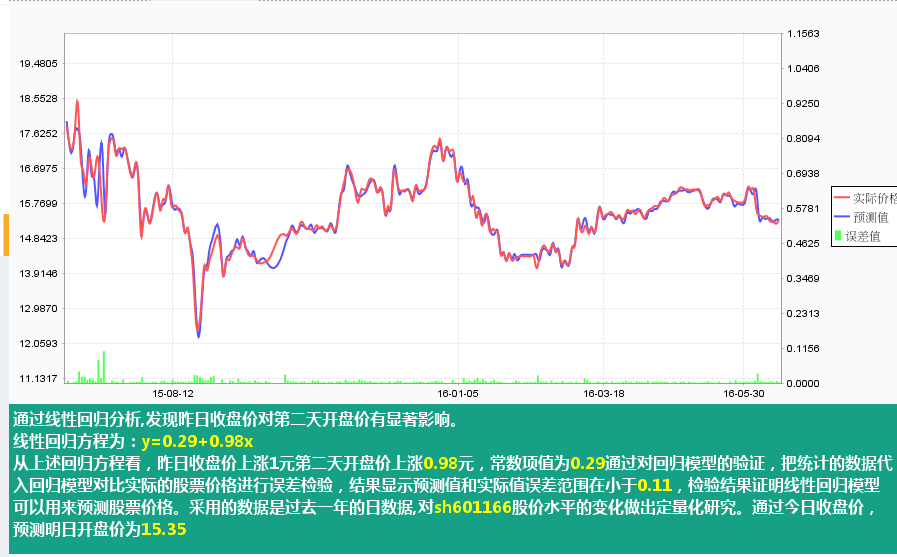 1.1563
19.4805
1.0406
18.5528
0.9250
17.6252
0.8094
16.6975
0.6938
实际价格
15.7699
0.5781
预测值
14.8423
0.4625
误差值
13.9146
0.3469
12.9870
0.2313
12.0593
0.1156
11.1317
0.0000
15-08-12
16-01-05
16-03-18
16-05-30
通过线性回归分析,发现昨日收盘价对第二天开盘价有显著影响。
线性回归方程为：y=0.29+0.98x
从上述回归方程看，昨日收盘价上涨1元第二天开盘价上涨0.98元，常数项值为0.29通过对回归模型的验证，把统计的数据代
入回归模型对比实际的股票价格进行误差检验，结果显示预测值和实际值误差范围在小于0.11，检验结果证明线性回归模型
可以用来预测股票价格。采用的数据是过去一年的日数据,对sh601166股价水平的变化做出定量化研究。通过今日收盘价，
预测明日开盘价为15.35